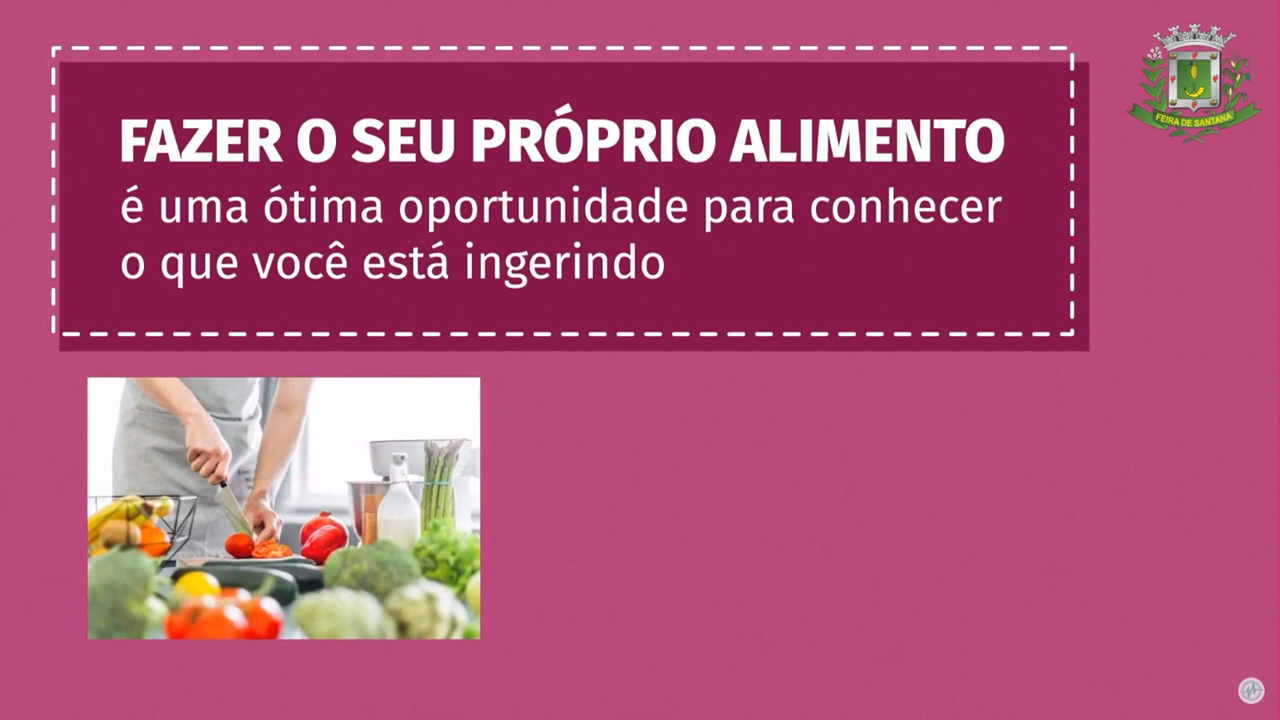 FAZER O SEU PRÓPRIO ALIMENTO
é uma ótima oportunidade para conhecer
o que você está ingerindo
FEIRA DE SANTANA